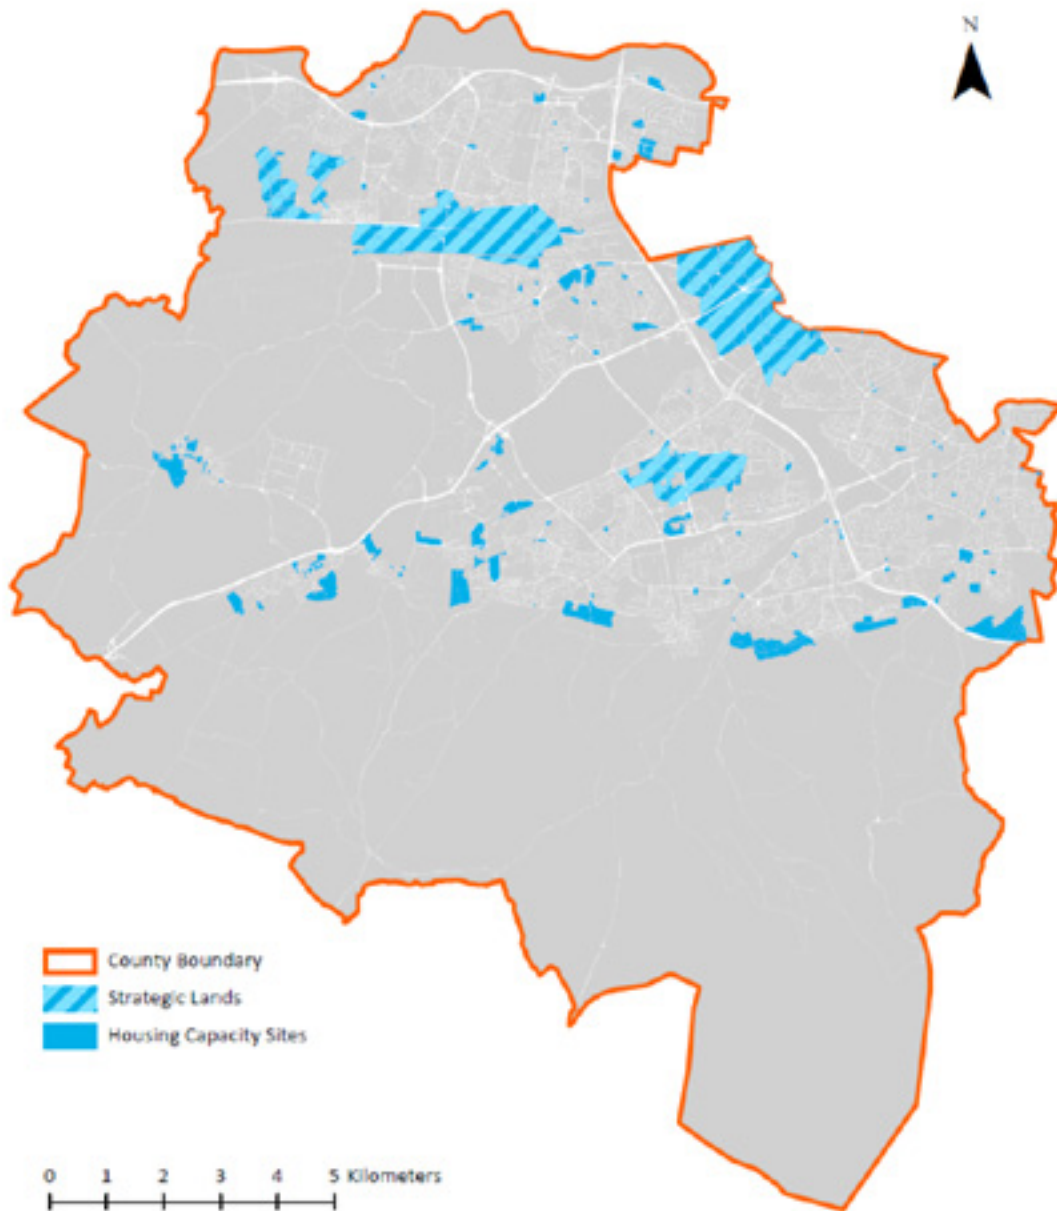 N
County Boundary
Strategic Lands
Housing Capacity Sites
0 1 2 3 4 5 Kilometers